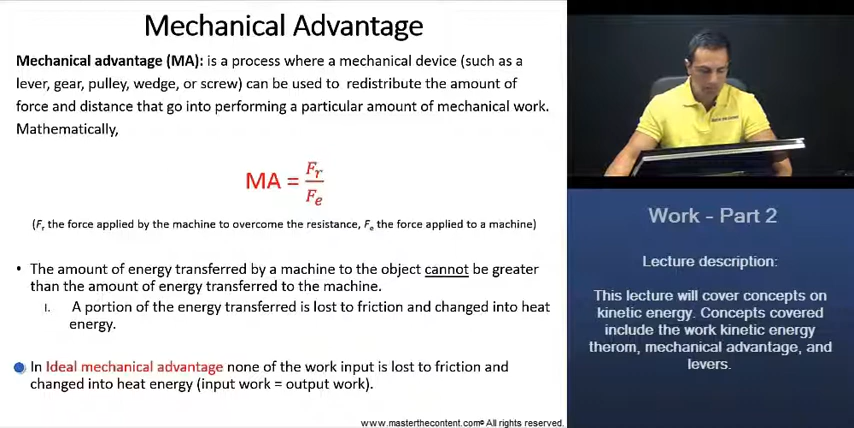 Mechanical Advantage
Mechanical advantage (MA): is a process where a mechanical device (such as a
lever, gear, pulley, wedge, or screw) can be used to redistribute the amount of
force and distance that go into performing a particular amount of mechanical work.
Mathematically,
MA = Fr/Fe
(Fr the force applied by the machine to overcome the resistance, Fe the force applied to a machine)
• The amount of energy transferred by a machine to the object cannot be greater
than the amount of energy transferred to the machine.
I. A portion of the energy transferred is lost to friction and changed into heat
energy.
In Ideal mechanical advantage none of the work input is lost to friction and
changed into heat energy (input work = output work).
www.masterthecontent.com© All rights reserved.
Work - Part 2
Lecture description:
This lecture will cover concepts on
kinetic energy. Concepts covered
include the work kinetic energy
therom, mechanical advantage, and
levers.